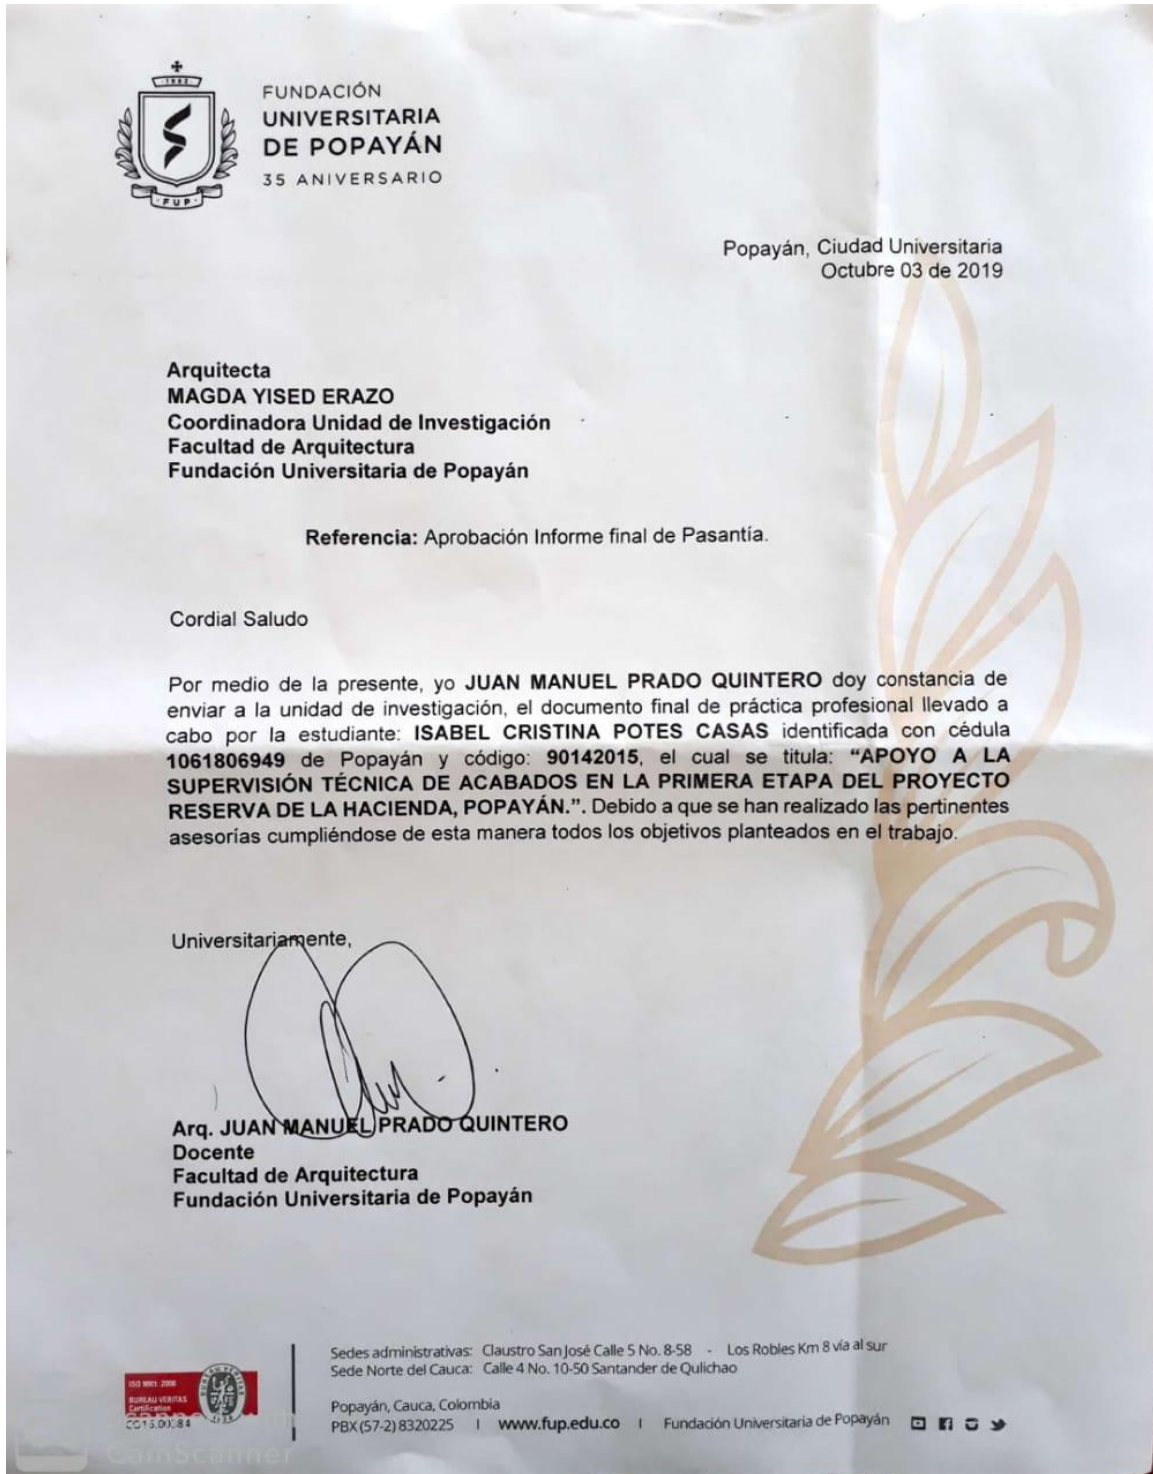 1982
FUP
FUNDACIÓN
UNIVERSITARIA
DE POPAYÁN
35 ANIVERSARIO
Popayán, Ciudad Universitaria
Octubre 03 de 2019
Arquitecta
MAGDA YISED ERAZO
Coordinadora Unidad de Investigación
Facultad de Arquitectura
Fundación Universitaria de Popayán
Referencia: Aprobación Informe final de Pasantía.
Cordial Saludo
Por medio de la presente, yo JUAN MANUEL PRADO QUINTERO doy constancia de
enviar a la unidad de investigación, el documento final de práctica profesional llevado a
cabo por la estudiante: ISABEL CRISTINA POTES CASAS identificada con cédula
1061806949 de Popayán y código: 90142015, el cual se titula: “APOYO A LA
SUPERVISIÓN TÉCNICA DE ACABADOS EN LA PRIMERA ETAPA DEL PROYECTO
RESERVA DE LA HACIENDA, POPAYÁN.”. Debido a que se han realizado las pertinentes
asesorías cumpliéndose de esta manera todos los objetivos planteados en el trabajo.
Universitariamente,
Arq. JUAN MANUEL PRADO QUINTERO
Docente
Facultad de Arquitectura
Fundación Universitaria de Popayán
Sedes administrativas: Claustro San José Calle 5 No. 8-58 - Los Robles Km 8 vía al sur
Sede Norte del Cauca: Calle 4 No. 10-50 Santander de Qulichao
ISO 9001: 2008
BUREAU VERITAS
Certification
Popayán, Cauca, Colombia
PBX (57-2) 8320225 I www.fup.edu.co I Fundación Universitaria de Popayán
CamScanner